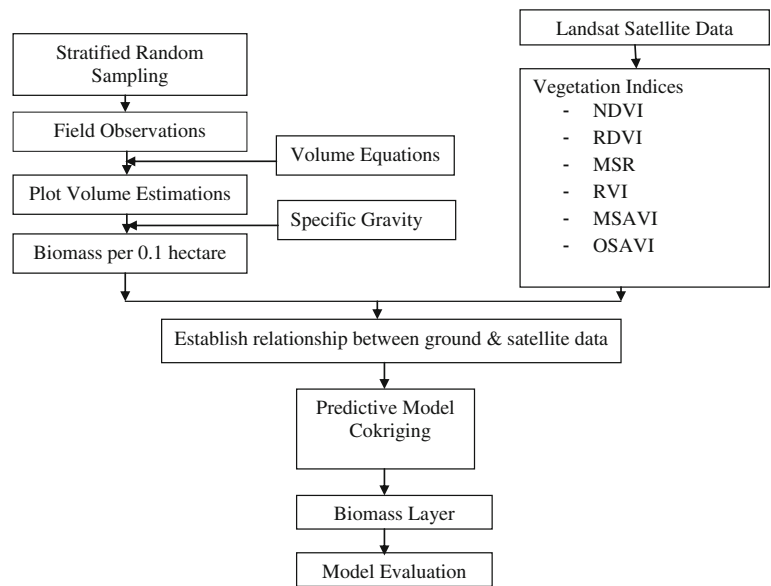 Stratified Random
Sampling
Field Observations
Volume Equations
Plot Volume Estimations
Specific Gravity
Biomass per 0.1 hectare
Landsat Satellite Data
Vegetation Indices
- NDVI
- RDVI
- MSR
- RVI
- MSAVI
- OSAVI
Establish relationship between ground & satellite data
Predictive Model
Cokriging
Biomass Layer
Model Evaluation